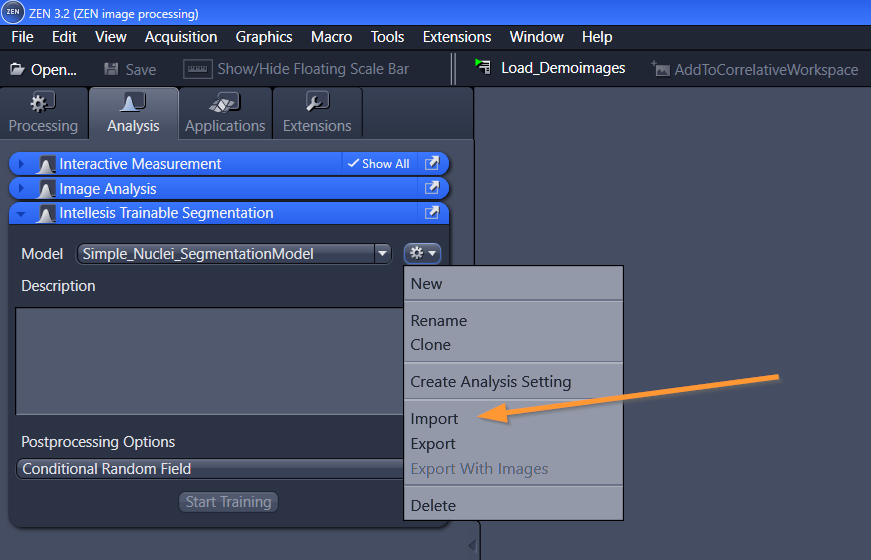 ZEN ZEN 3.2 (ZEN image processing)
File Edit View Acquisition Graphics Macro Tools Extensions Window Help
Open... Save Show/Hide Floating Scale Bar Load_Demoimages AddToCorrelativeWorkspace
Processing Analysis Applications Extensions
Interactive Measurement Show All
Image Analysis
Intellesis Trainable Segmentation
Model Simple_Nuclei_SegmentationModel
Description
New
Rename
Clone
Create Analysis Setting
Import
Export
Export With Images
Delete
Postprocessing Options
Conditional Random Field
Start Training